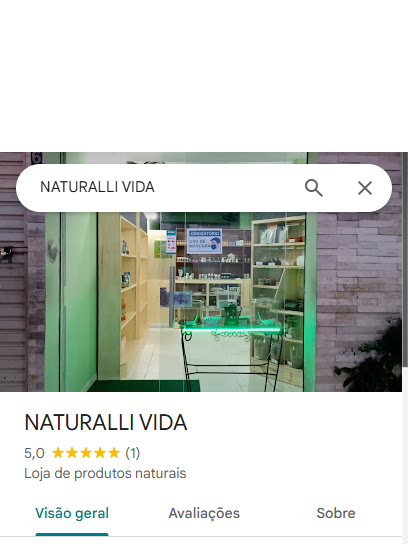 NATURALLI VIDA
OBRIGATÓRIO
USO DE
MÁSCARA
NATURALLI VIDA
5,0 ★★★★★ (1)
Loja de produtos naturais
Visão geral Avaliações Sobre